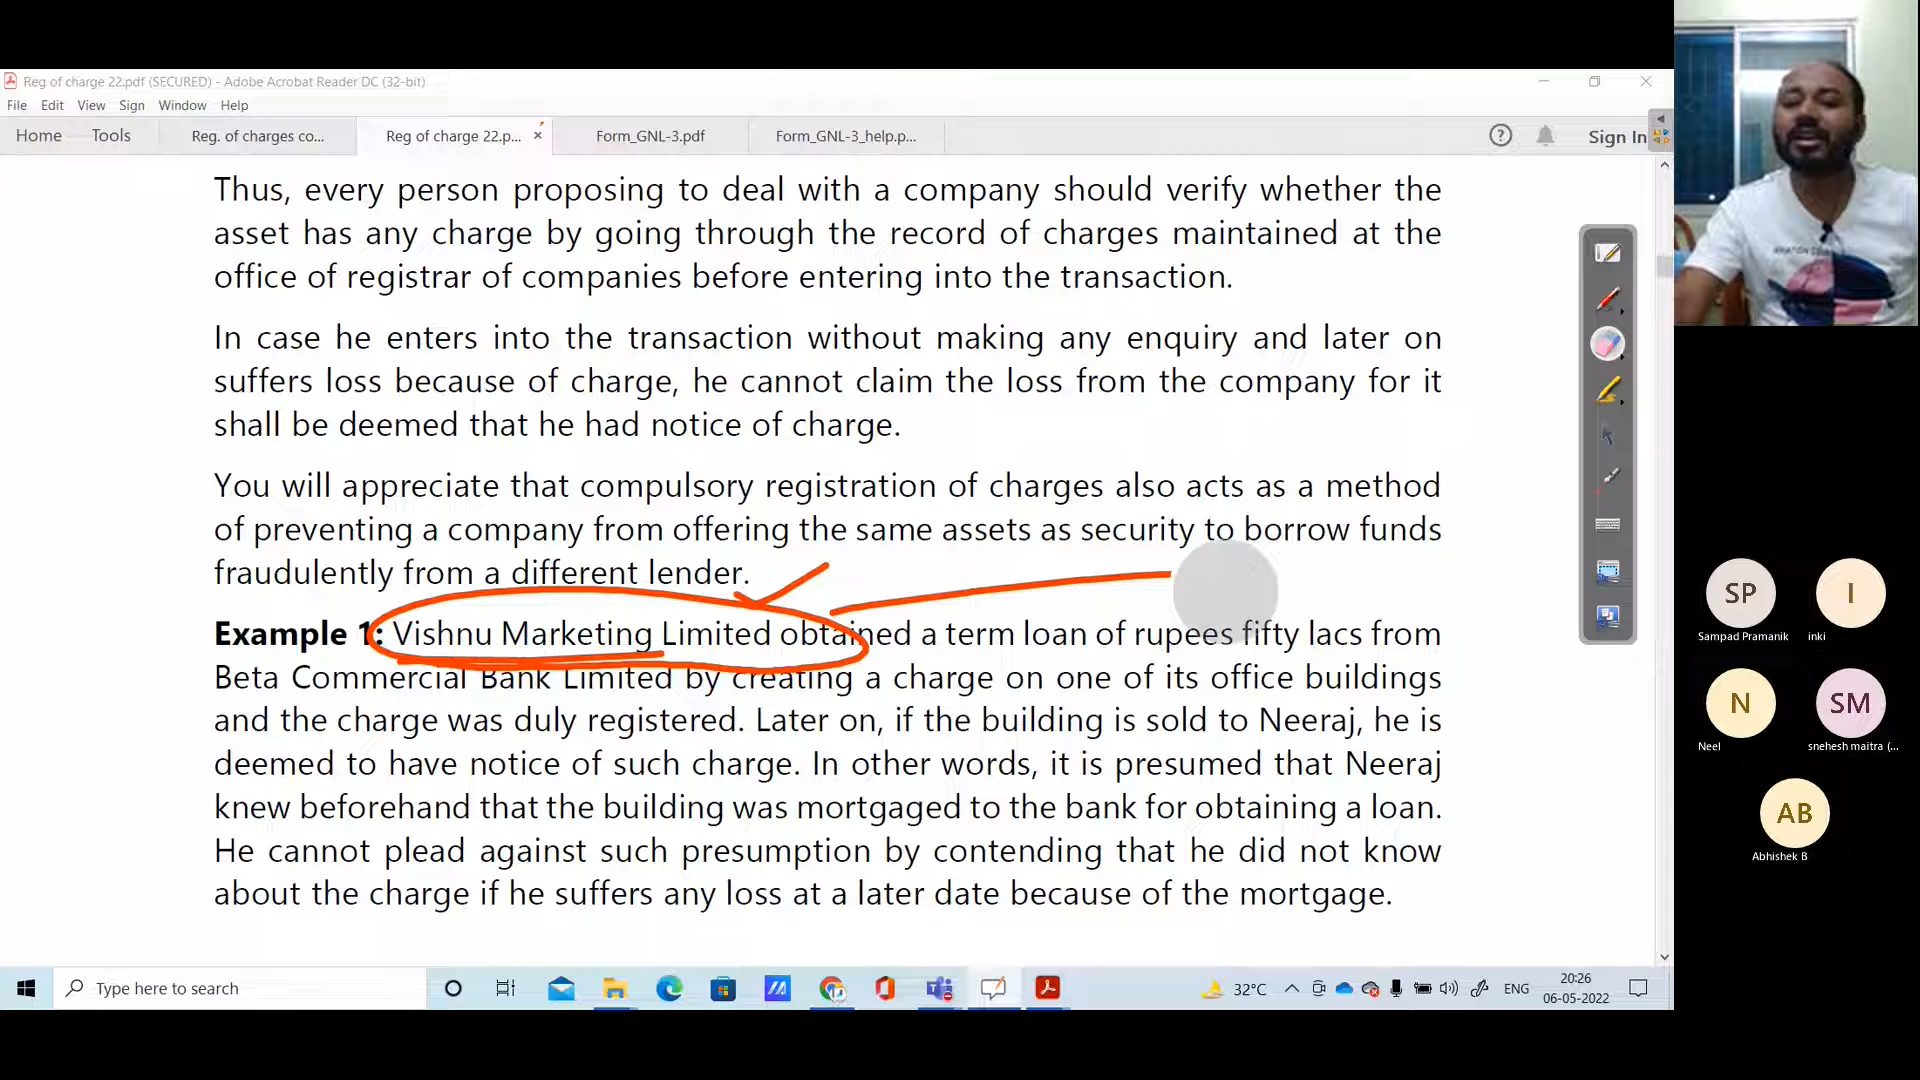 Reg of charge 22.pdf (SECURED) - Adobe Acrobat Reader DC (32-bit)
File Edit View Sign Window Help
Home Tools Reg. of charges co... Reg of charge 22.p... Form_GNL-3.pdf Form_GNL-3_help.p... Sign In
Thus, every person proposing to deal with a company should verify whether the
asset has any charge by going through the record of charges maintained at the
office of registrar of companies before entering into the transaction.
In case he enters into the transaction without making any enquiry and later on
suffers loss because of charge, he cannot claim the loss from the company for it
shall be deemed that he had notice of charge.
You will appreciate that compulsory registration of charges also acts as a method
of preventing a company from offering the same assets as security to borrow funds
fraudulently from a different lender.
Example 1: Vishnu Marketing Limited obtained a term loan of rupees fifty lacs from
Beta Commercial Bank Limited by creating a charge on one of its office buildings
and the charge was duly registered. Later on, if the building is sold to Neeraj, he is
deemed to have notice of such charge. In other words, it is presumed that Neeraj
knew beforehand that the building was mortgaged to the bank for obtaining a loan.
He cannot plead against such presumption by contending that he did not know
about the charge if he suffers any loss at a later date because of the mortgage.
SP I
Sampad Pramanik inki
N SM
Neel snehesh maitra (...
AB
Abhishek B
Type here to search
32°C ENG
20:26
06-05-2022